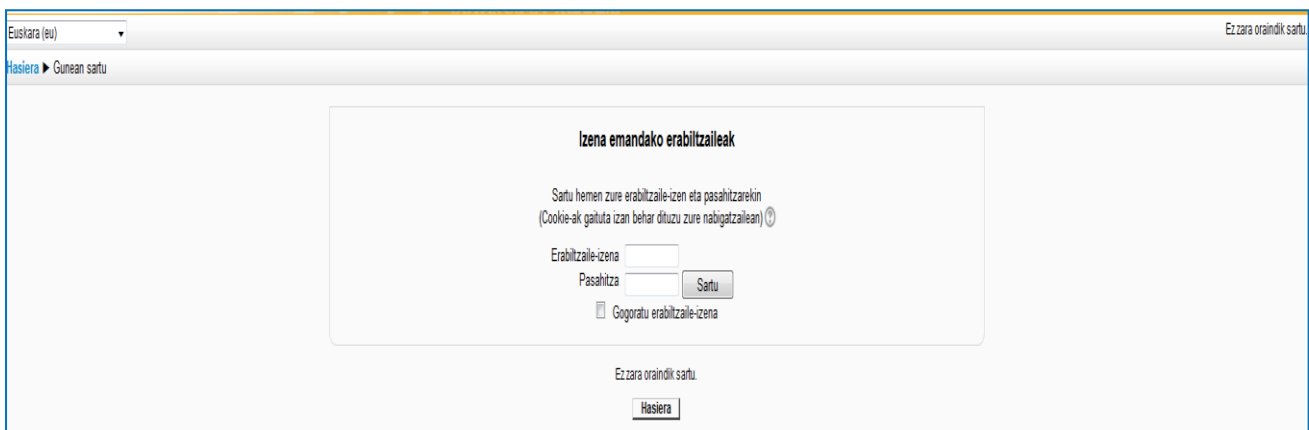 Euskara (eu)
Ez zara oraindik sartu.
Hasiera ► Gunean sartu
Izena emandako erabiltzaileak
Sartu hemen zure erabiltzaile-izen eta pasahitzarekin
(Cookie-ak gaituta izan behar dituzu zure nabigatzailean) ?
Erabiltzaile-izena
Pasahitza Sartu
Gogoratu erabiltzaile-izena
Ez zara oraindik sartu.
Hasiera